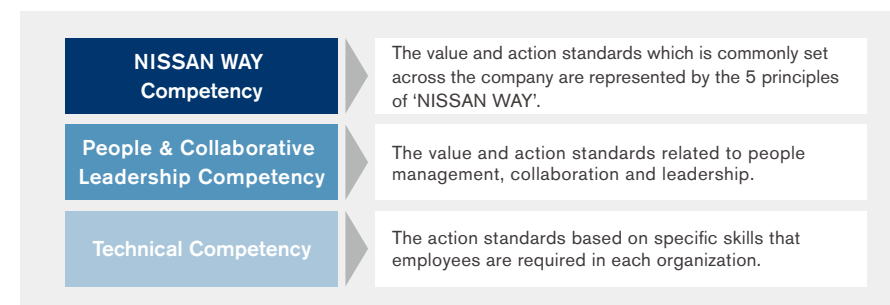 NISSAN WAY
Competency
The value and action standards which is commonly set
across the company are represented by the 5 principles
of ‘NISSAN WAY’.
People & Collaborative
Leadership Competency
The value and action standards related to people
management, collaboration and leadership.
Technical Competency
The action standards based on specific skills that
employees are required in each organization.